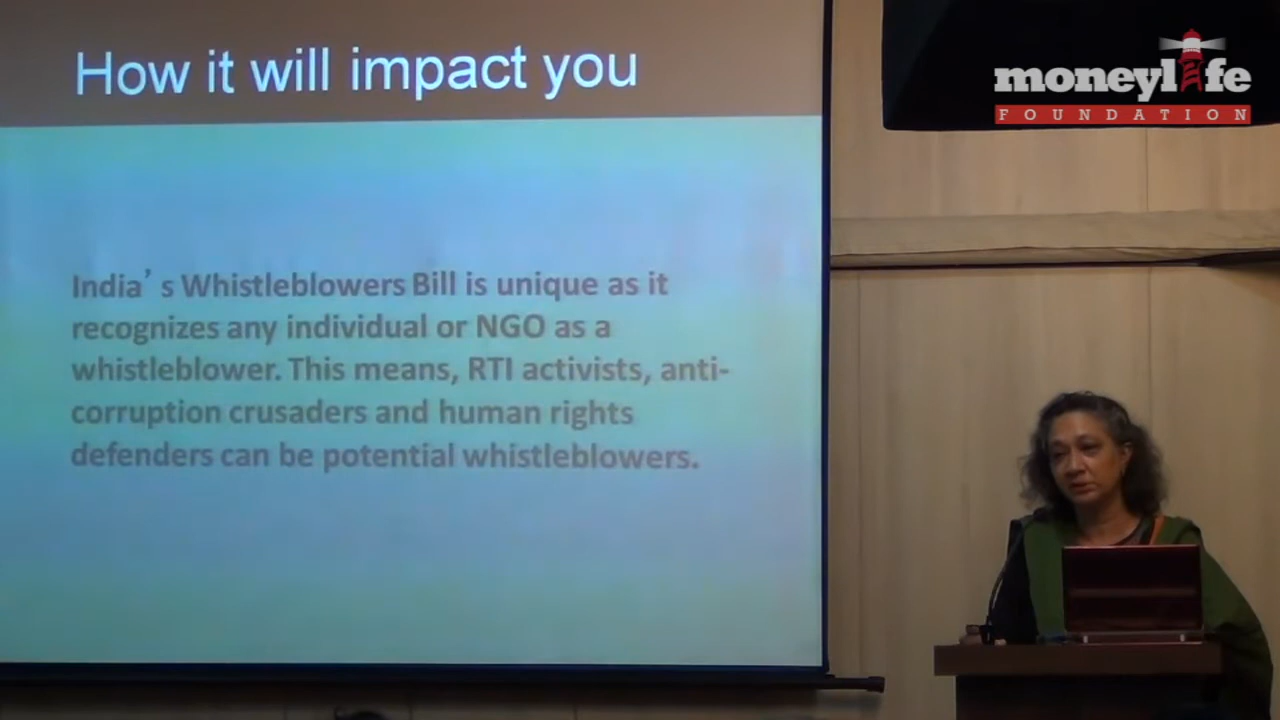 How it will impact you
moneylife
FOUNDATION
India's Whistleblowers Bill is unique as it
recognizes any individual or NGO as a
whistleblower. This means, RTI activists, anti-
corruption crusaders and human rights
defenders can be potential whistleblowers.